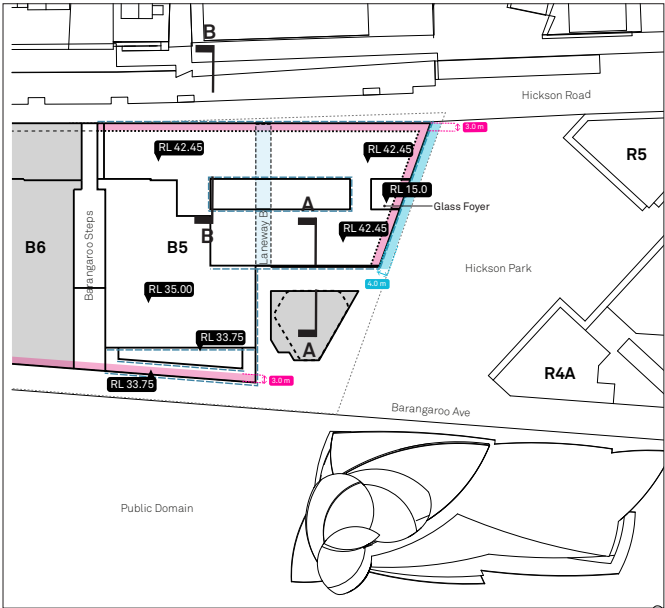 B
Hickson Road
3.0 m
RL 42.45
RL 42.45
R5
RL 15.0
A
Glass Foyer
B
RL 42.45
B6
Barangaroo Steps
B5
Laneway B
Hickson Park
4.0 m
RL 35.00
RL 33.75
A
R4A
RL 33.75
3.0 m
Barangaroo Ave
Public Domain